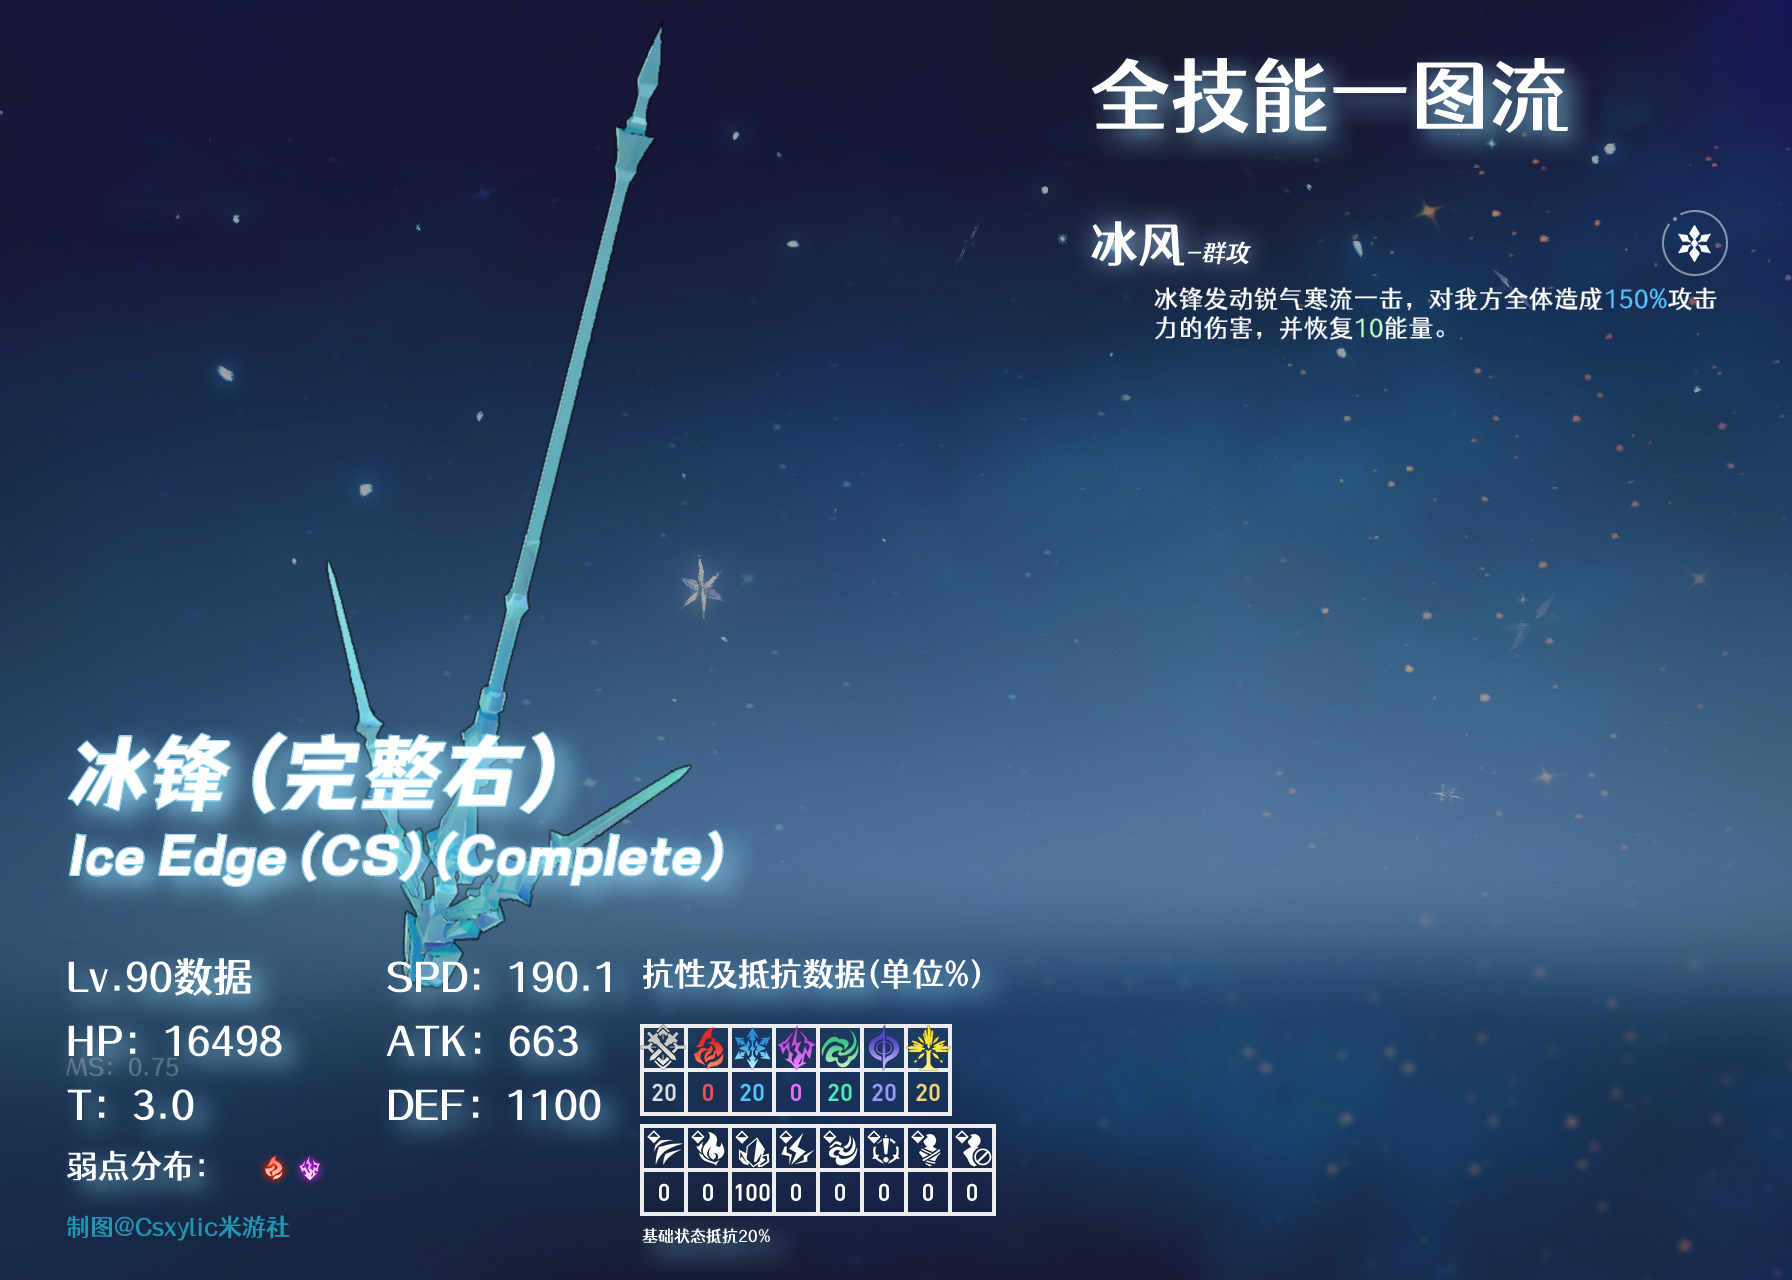 全技能一图流
冰风-群攻
冰锋发动锐气寒流一击，对我方全体造成150%攻击
力的伤害，并恢复10能量。
冰锋（完整右）
Ice Edge (CS) (Complete)
Lv.90数据
SPD: 190.1
HP: 16498
ATK: 663
MS: 0.75
T: 3.0
DEF: 1100
弱点分布:
制图@Csxylic米游社
抗性及抵抗数据(单位%)
20 0 20 0 20 20 20
0 0 100 0 0 0 0 0
基础状态抵抗20%